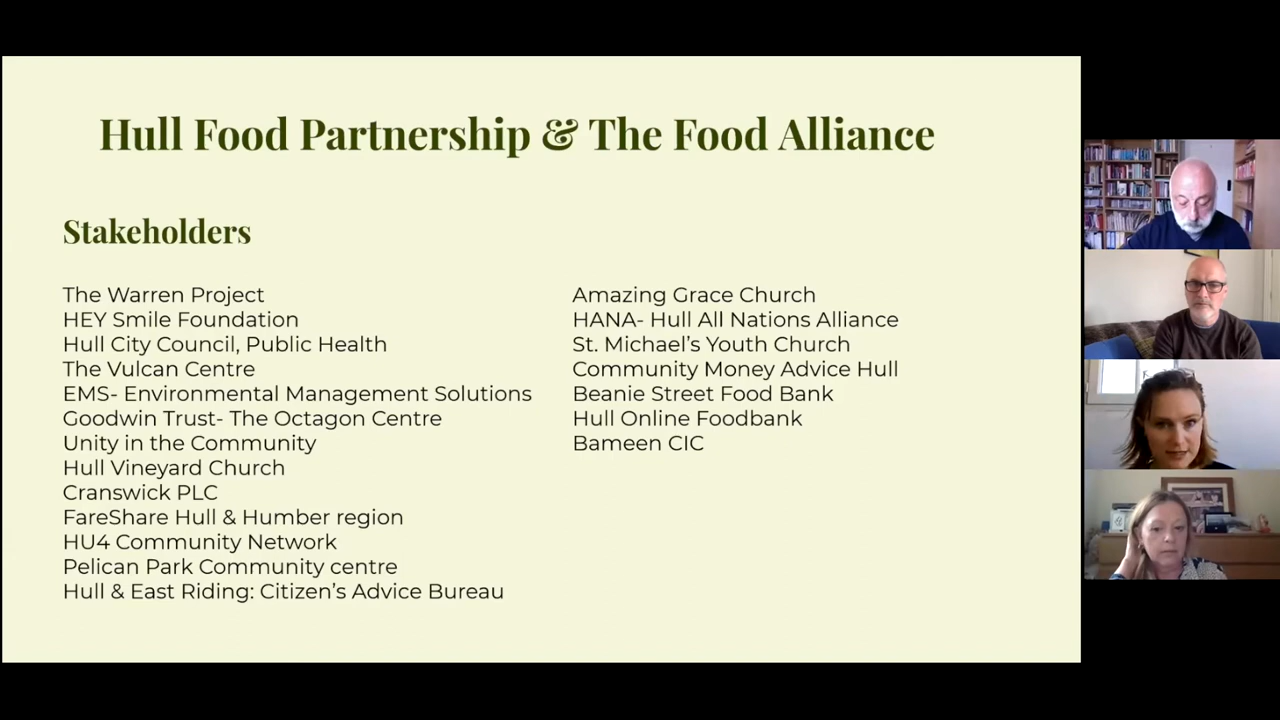 Hull Food Partnership & The Food Alliance
Stakeholders
The Warren Project
HEY Smile Foundation
Hull City Council, Public Health
The Vulcan Centre
EMS- Environmental Management Solutions
Goodwin Trust- The Octagon Centre
Unity in the Community
Hull Vineyard Church
Cranswick PLC
FareShare Hull & Humber region
HU4 Community Network
Pelican Park Community centre
Hull & East Riding: Citizen’s Advice Bureau
Amazing Grace Church
HANA- Hull All Nations Alliance
St. Michael’s Youth Church
Community Money Advice Hull
Beanie Street Food Bank
Hull Online Foodbank
Bameen CIC